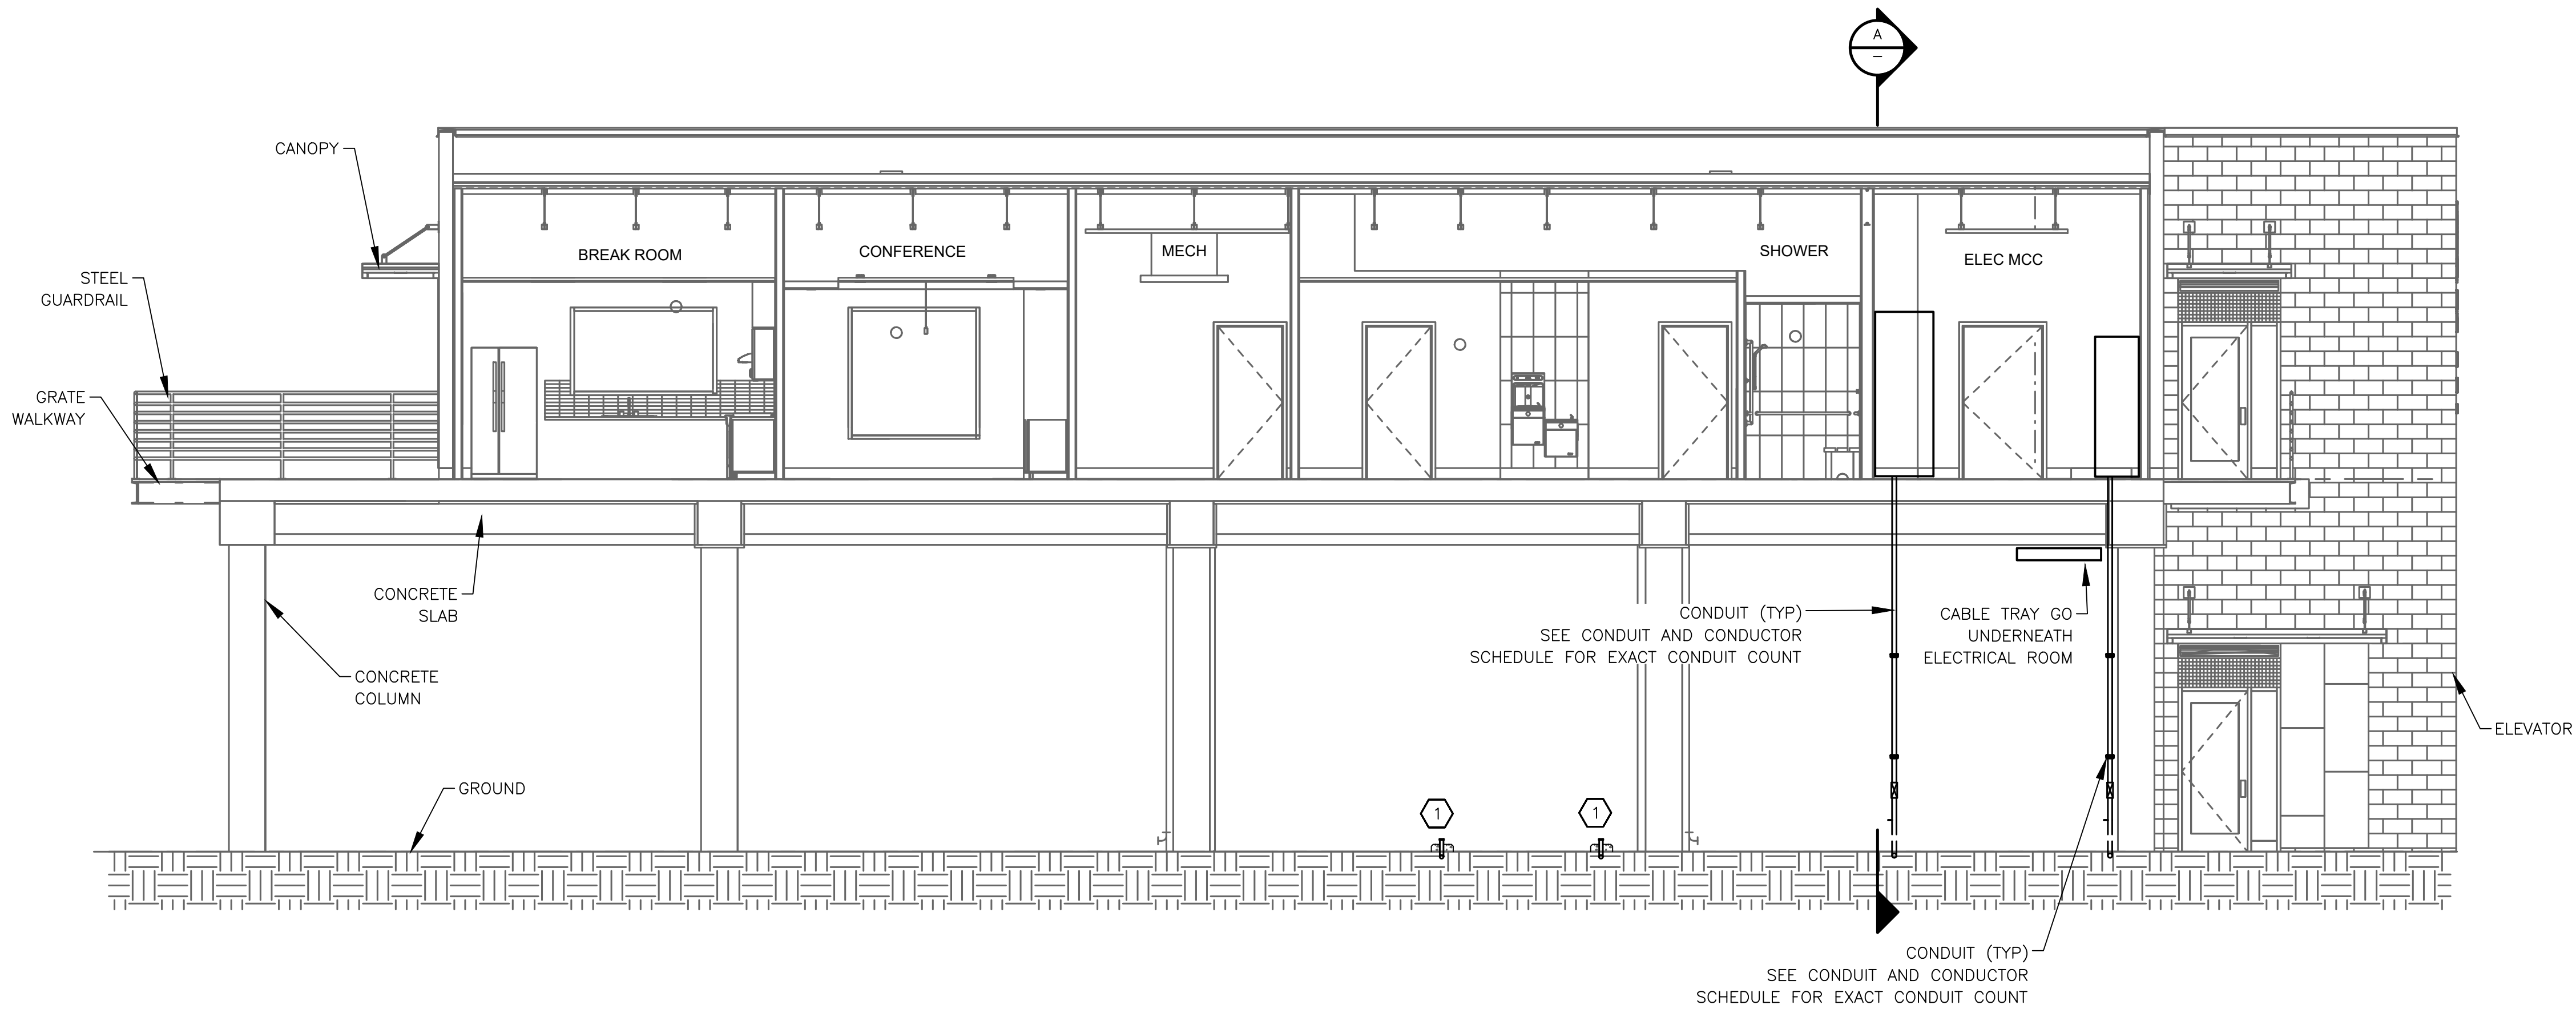 A
–
CANOPY
BREAK ROOM
CONFERENCE
MECH
SHOWER
ELEC MCC
STEEL
GUARDRAIL
GRATE
WALKWAY
CONCRETE
SLAB
CONCRETE
COLUMN
CONDUIT (TYP)
SEE CONDUIT AND CONDUCTOR
SCHEDULE FOR EXACT CONDUIT COUNT
CABLE TRAY GO
UNDERNEATH
ELECTRICAL ROOM
ELEVATOR
GROUND
1
1
CONDUIT (TYP)
SEE CONDUIT AND CONDUCTOR
SCHEDULE FOR EXACT CONDUIT COUNT